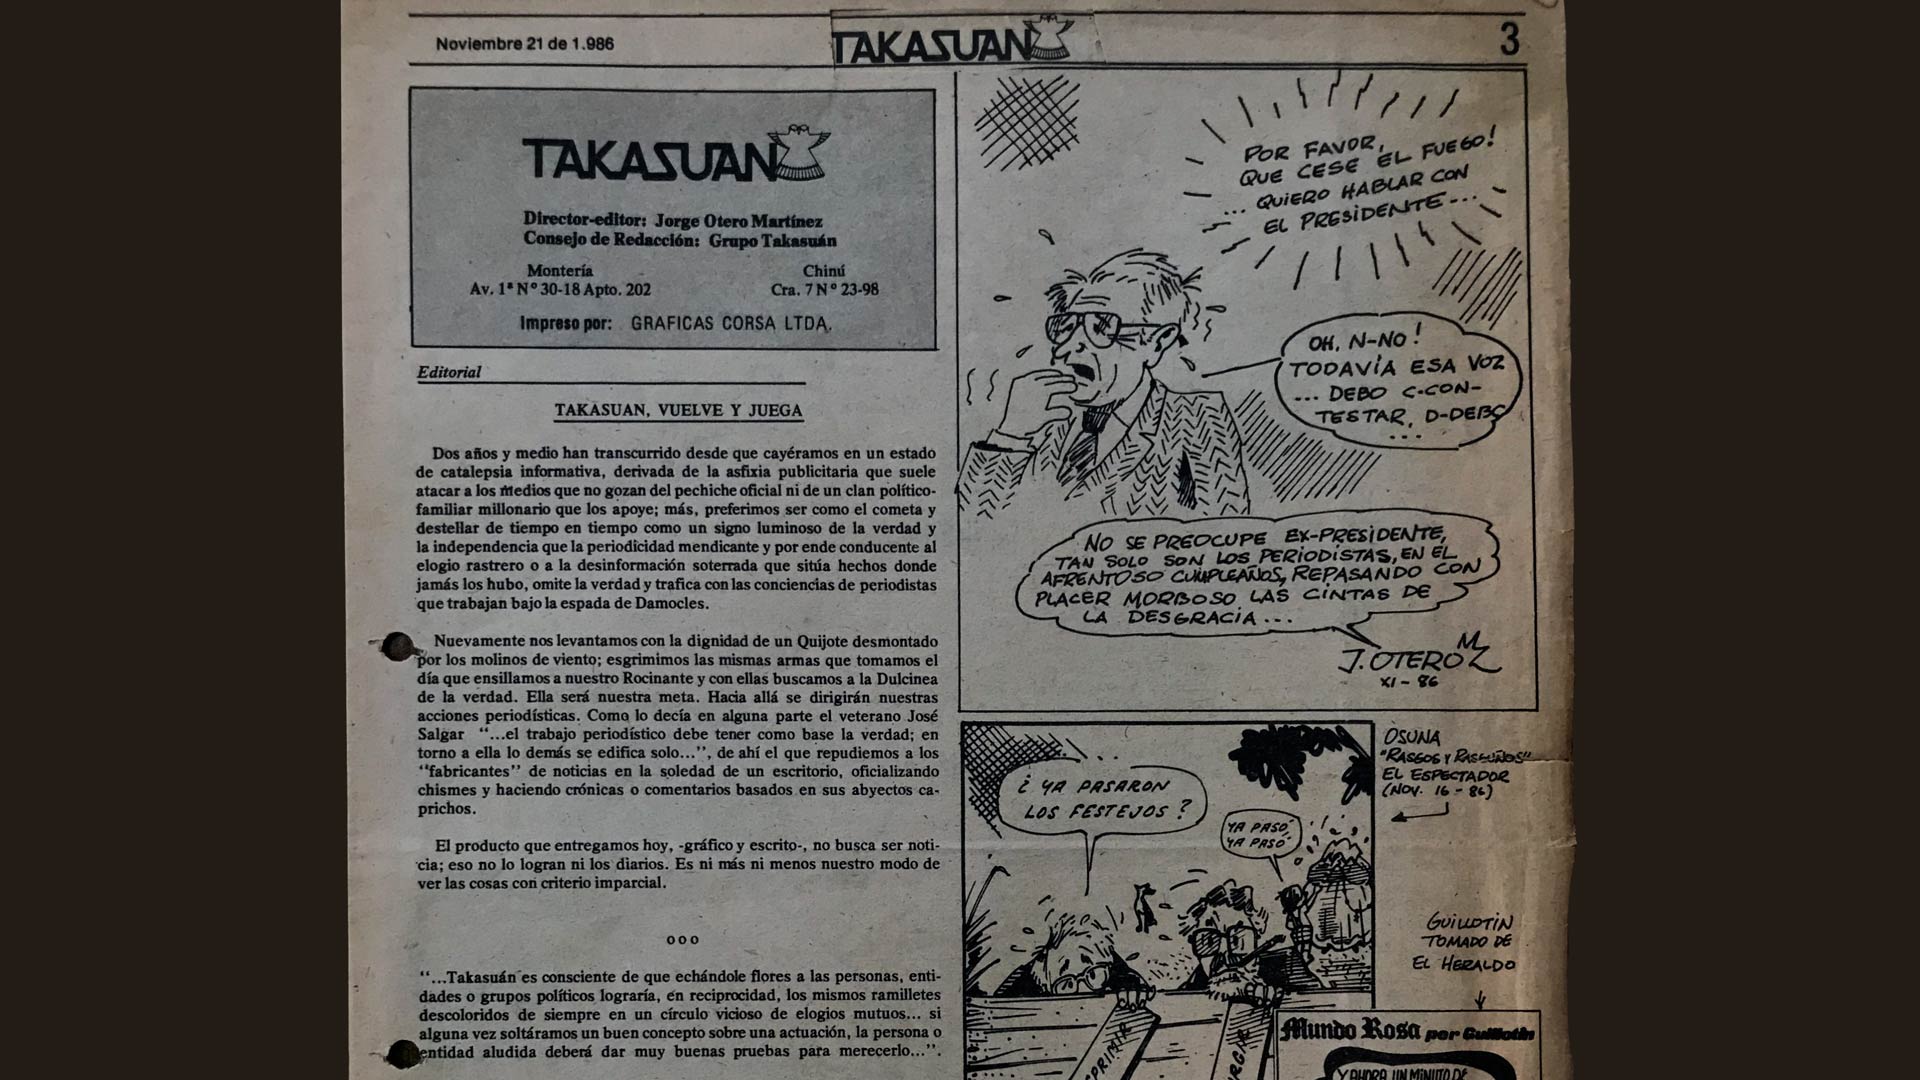 Noviembre 21 de 1.986
TAKASUAN
3
TAKASUAN
Director-editor: Jorge Otero Martínez
Consejo de Redacción: Grupo Takasuán
Montería
Av. 1ª Nº 30-18 Apto. 202
Chinú
Cra. 7 Nº 23-98
Impreso por: GRAFICAS CORSA LTDA.
Editorial
TAKASUAN, VUELVE Y JUEGA
Dos años y medio han transcurrido desde que cayéramos en un estado
de catalepsia informativa, derivada de la asfixia publicitaria que suele
atacar a los medios que no gozan del pechiche oficial ni de un clan político-
familiar millonario que los apoye; más, preferimos ser como el cometa y
destellar de tiempo en tiempo como un signo luminoso de la verdad y
la independencia que la periodicidad mendicante y por ende conducente al
elogio rastrero o a la desinformación soterrada que sitúa hechos donde
jamás los hubo, omite la verdad y trafica con las conciencias de periodistas
que trabajan bajo la espada de Damocles.
Nuevamente nos levantamos con la dignidad de un Quijote desmontado
por los molinos de viento; esgrimimos las mismas armas que tomamos el
día que ensillamos a nuestro Rocinante y con ellas buscamos a la Dulcinea
de la verdad. Ella será nuestra meta. Hacia allá se dirigirán nuestras
acciones periodísticas. Como lo decía en alguna parte el veterano José
Salgar "...el trabajo periodístico debe tener como base la verdad; en
torno a ella lo demás se edifica solo...", de ahí el que repudiemos a los
"fabricantes" de noticias en la soledad de un escritorio, oficializando
chismes y haciendo crónicas o comentarios basados en sus abyectos ca-
prichos.
El producto que entregamos hoy, -gráfico y escrito-, no busca ser noti-
cia; eso no lo logran ni los diarios. Es ni más ni menos nuestro modo de
ver las cosas con criterio imparcial.
o o o
"...Takasuán es consciente de que echándole flores a las personas, enti-
dades o grupos políticos lograría, en reciprocidad, los mismos ramilletes
descoloridos de siempre en un círculo vicioso de elogios mutuos... si
alguna vez soltáramos un buen concepto sobre una actuación, la persona o
entidad aludida deberá dar muy buenas pruebas para merecerlo...".
POR FAVOR,
QUE CESE EL FUEGO!
... QUIERO HABLAR CON
EL PRESIDENTE...
OH, N-NO!
TODAVÍA ESA VOZ
... DEBO C-CON-
TESTAR, D-DEBO
...
NO SE PREOCUPE EX-PRESIDENTE,
TAN SOLO SON LOS PERIODISTAS, EN EL
AFRENTOSO CUMPLEAÑOS, REPASANDO CON
PLACER MORBOSO LAS CINTAS DE
LA DESGRACIA...
J. OTERO MZ
XI - 86
¿YA PASARON
LOS FESTEJOS?
YA PASÓ
YA PASÓ
OSUNA
"RASGOS Y RASGUÑOS"
EL ESPECTADOR
(NOV. 16 - 86)
GUILLOTÍN
TOMADO DE
EL HERALDO
Mundo Rosa por Guillotín
Y AHORA UN MINUTO DE